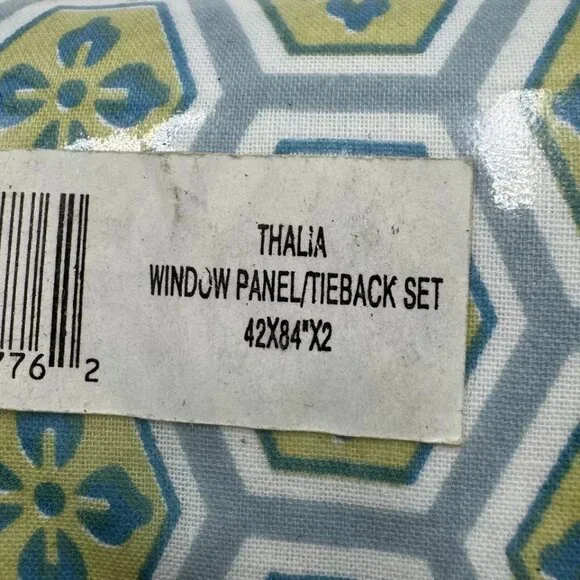 THALIA
WINDOW PANEL/TIEBACK SET
42X84"X2
776 2